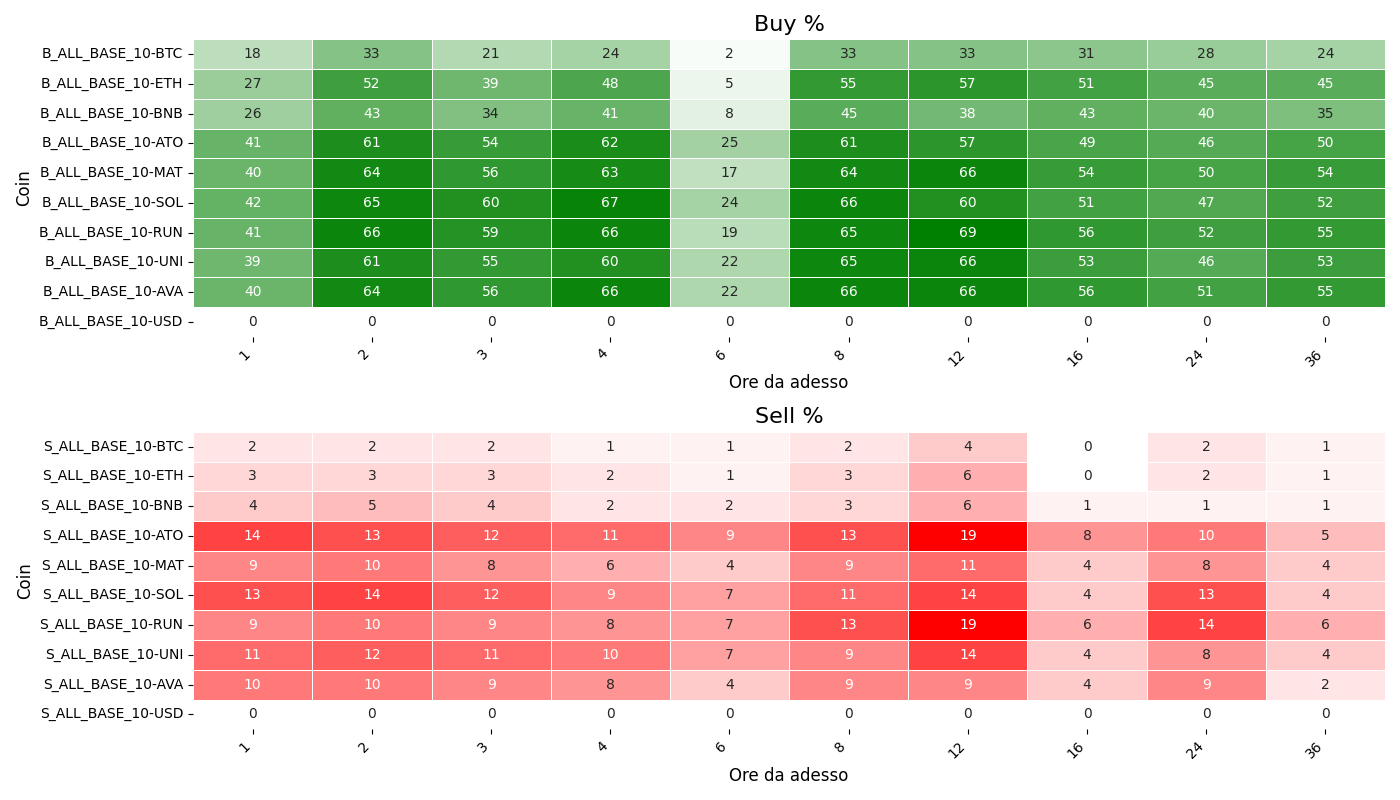 Buy %
Coin
B_ALL_BASE_10-BTC 18 33 21 24 2 33 33 31 28 24
B_ALL_BASE_10-ETH 27 52 39 48 5 55 57 51 45 45
B_ALL_BASE_10-BNB 26 43 34 41 8 45 38 43 40 35
B_ALL_BASE_10-ATO 41 61 54 62 25 61 57 49 46 50
B_ALL_BASE_10-MAT 40 64 56 63 17 64 66 54 50 54
B_ALL_BASE_10-SOL 42 65 60 67 24 66 60 51 47 52
B_ALL_BASE_10-RUN 41 66 59 66 19 65 69 56 52 55
B_ALL_BASE_10-UNI 39 61 55 60 22 65 66 53 46 53
B_ALL_BASE_10-AVA 40 64 56 66 22 66 66 56 51 55
B_ALL_BASE_10-USD 0 0 0 0 0 0 0 0 0 0
1 2 3 4 6 8 12 16 24 36
Ore da adesso
Sell %
Coin
S_ALL_BASE_10-BTC 2 2 2 1 1 2 4 0 2 1
S_ALL_BASE_10-ETH 3 3 3 2 1 3 6 0 2 1
S_ALL_BASE_10-BNB 4 5 4 2 2 3 6 1 1 1
S_ALL_BASE_10-ATO 14 13 12 11 9 13 19 8 10 5
S_ALL_BASE_10-MAT 9 10 8 6 4 9 11 4 8 4
S_ALL_BASE_10-SOL 13 14 12 9 7 11 14 4 13 4
S_ALL_BASE_10-RUN 9 10 9 8 7 13 19 6 14 6
S_ALL_BASE_10-UNI 11 12 11 10 7 9 14 4 8 4
S_ALL_BASE_10-AVA 10 10 9 8 4 9 9 4 9 2
S_ALL_BASE_10-USD 0 0 0 0 0 0 0 0 0 0
1 2 3 4 6 8 12 16 24 36
Ore da adesso